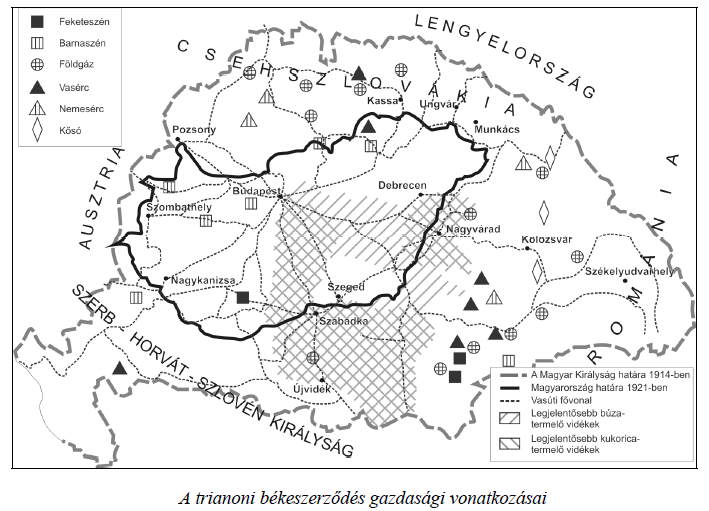 Feketeszén
Barnaszén
Földgáz
Vasérc
Nemesérc
Kősó
LENGYELORSZÁG
CSEHSZLOVÁKIA
AUSZTRIA
ROMÁNIA
SZERB
HORVÁT-SZLOVÉN KIRÁLYSÁG
Pozsony
Kassa
Ungvár
Munkács
Budapest
Debrecen
Szombathely
Nagyvárad
Kolozsvár
Székelyudvarhely
Nagykanizsa
Szeged
Szabadka
Újvidék
A Magyar Királyság határa 1914-ben
Magyarország határa 1921-ben
Vasúti fővonal
Legjelentősebb búza-
termelő vidékek
Legjelentősebb kukorica-
termelő vidékek
A trianoni békeszerződés gazdasági vonatkozásai